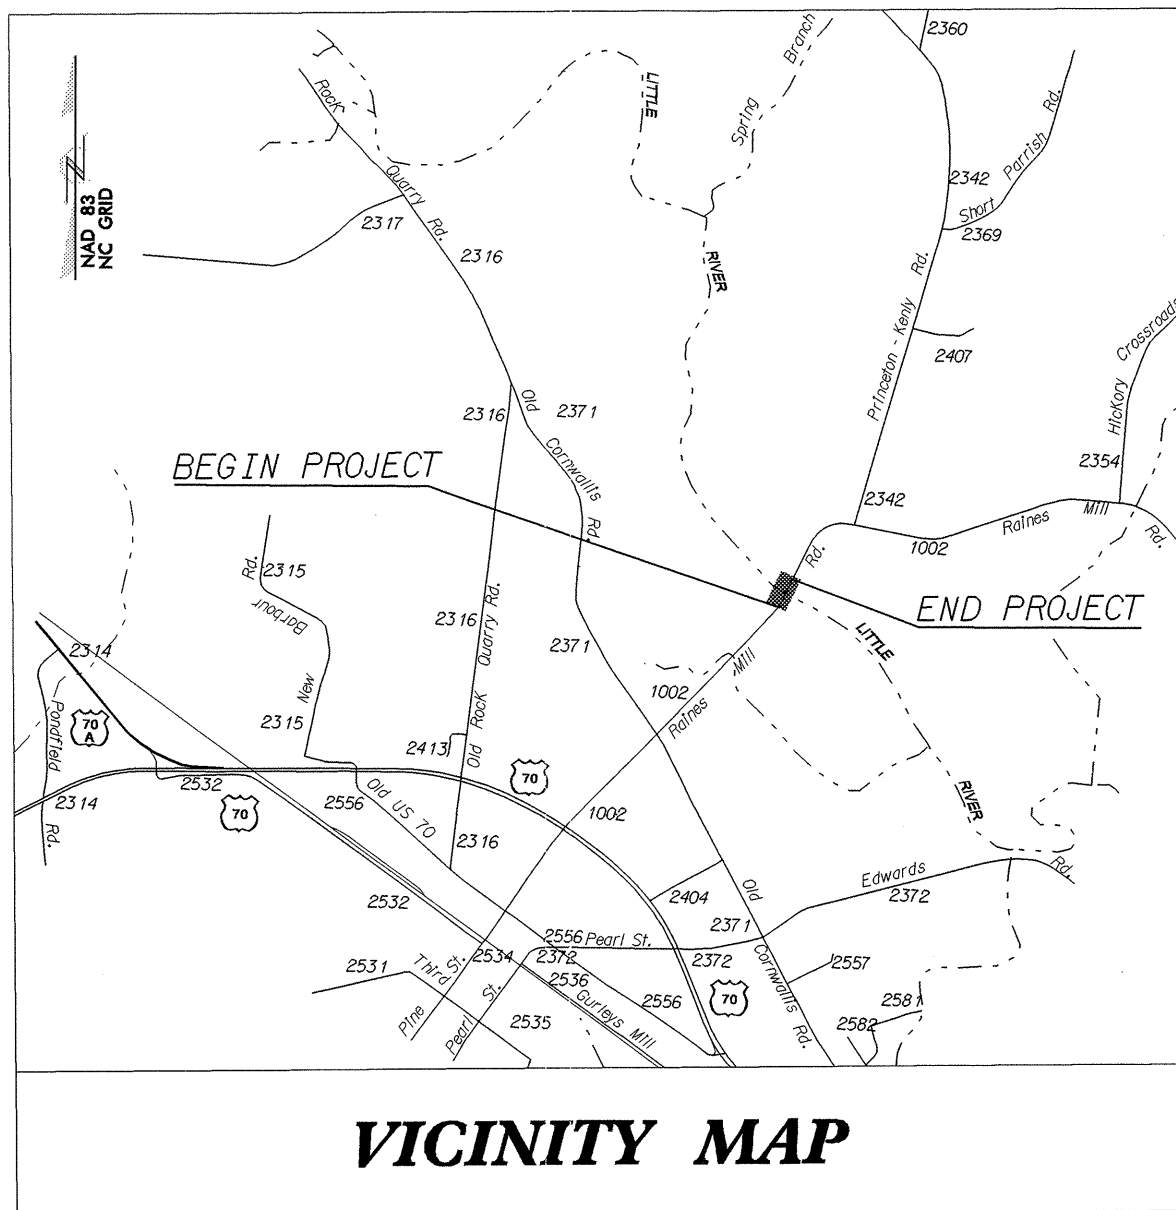 2360
Branch
Spring
LITTLE
Rock
Quarry Rd.
2317
2316
NAD 83
NC GRID
RIVER
2342
Short Parrish Rd.
2369
Princeton - Kenly Rd.
2407
Hickory Crossroads
2354
2316
Old Cornwallis Rd.
2371
BEGIN PROJECT
2342
Raines Mill Rd.
1002
Rd.
END PROJECT
LITTLE
RIVER
2315
New Barbour Rd.
2315
2316
Old Rock Quarry Rd.
2371
1002
Raines Mill
2314
Pondfield Rd.
70
A
2413
2532
2314
70
2556
Old US 70
70
1002
2316
2532
2404
Edwards Rd.
2372
Old Cornwallis Rd.
2371
2556
Pearl St.
2372
2372
2534
2536
2531
Third St.
Pine
Pearl St.
2535
Gurleys Mill
2556
70
2557
2581
2582
VICINITY MAP